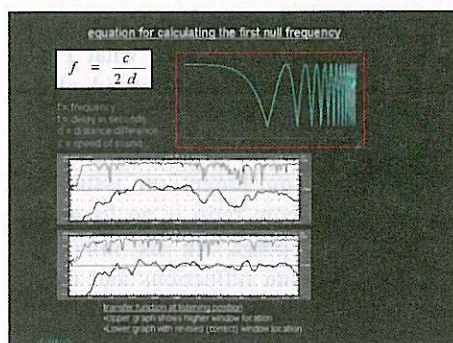 equation for calculating the first null frequency
f = c / 2 d
f = frequency
t = delay in seconds
d = distance difference
c = speed of sound
transfer function at listening position
•Upper graph shows higher window location
•Lower graph with revised (correct) window location